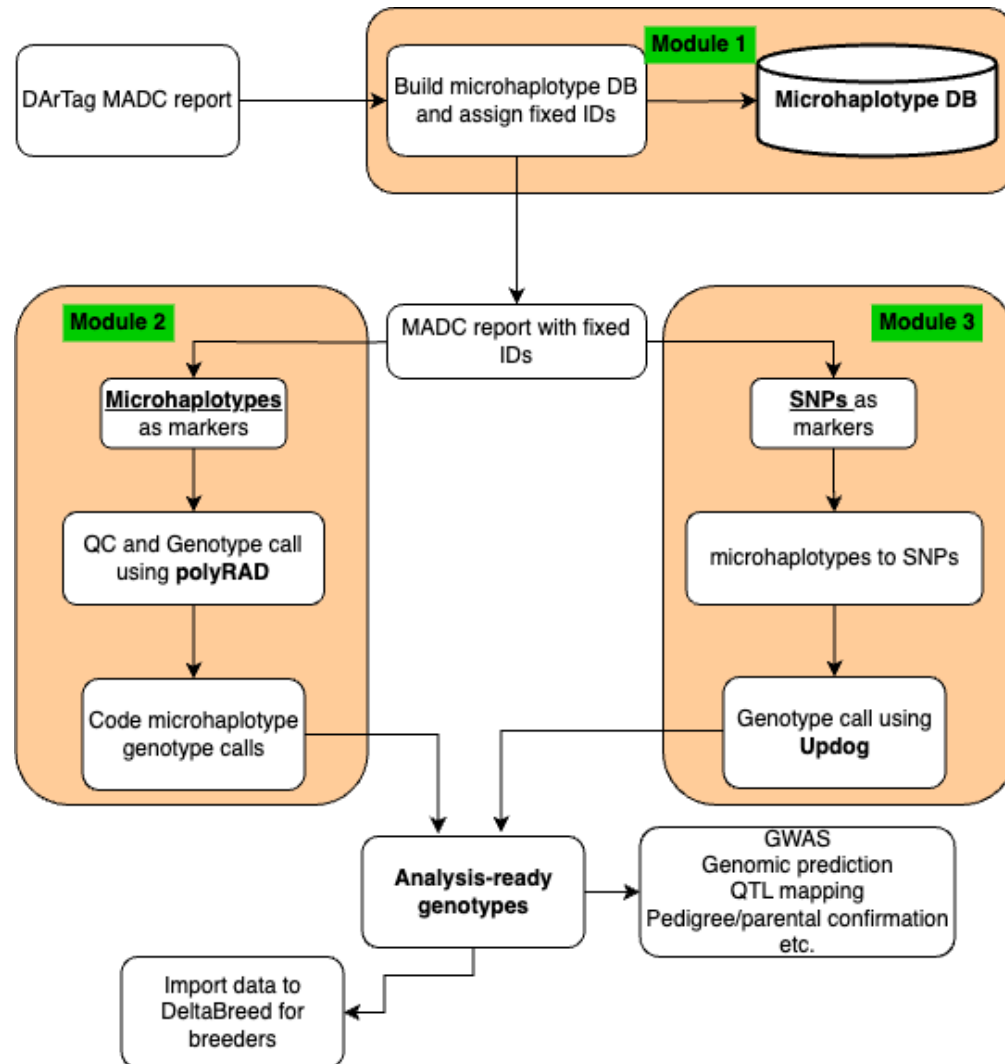 Module 1
DArTag MADC report
Build microhaplotype DB
and assign fixed IDs
Microhaplotype DB
Module 2
MADC report with fixed
IDs
Module 3
Microhaplotypes
as markers
SNPs as
markers
QC and Genotype call
using polyRAD
microhaplotypes to SNPs
Code microhaplotype
genotype calls
Genotype call using
Updog
Analysis-ready
genotypes
GWAS
Genomic prediction
QTL mapping
Pedigree/parental confirmation
etc.
Import data to
DeltaBreed for
breeders